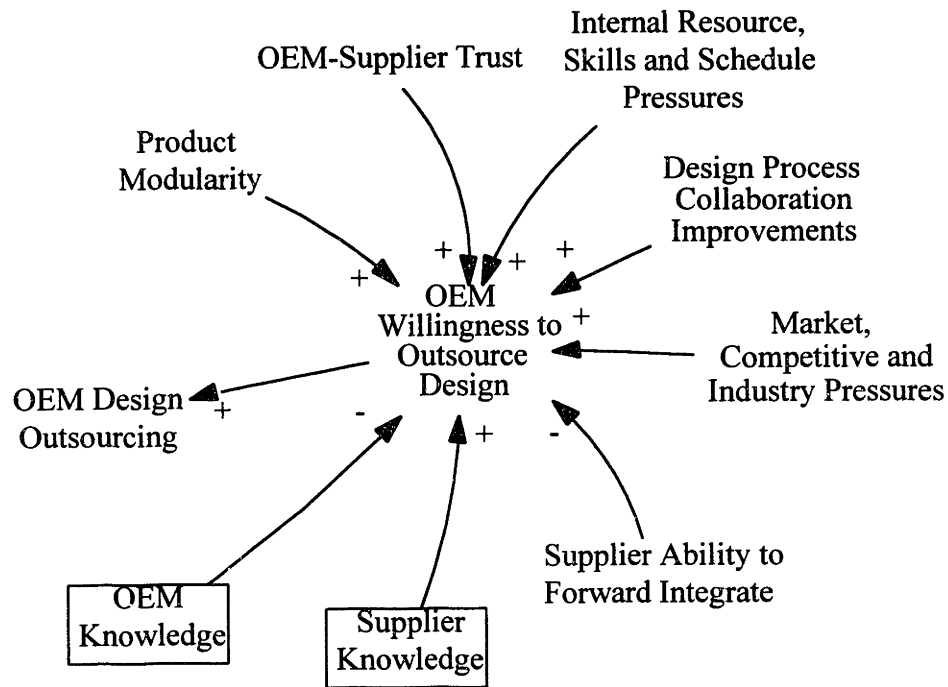 Internal Resource,
Skills and Schedule
Pressures
OEM-Supplier Trust
Product
Modularity
Design Process
Collaboration
Improvements
+
+
+
+
+
OEM
Willingness to
Outsource
Design
Market,
Competitive and
Industry Pressures
OEM Design
Outsourcing
+
-
+
-
Supplier Ability to
Forward Integrate
OEM
Knowledge
Supplier
Knowledge